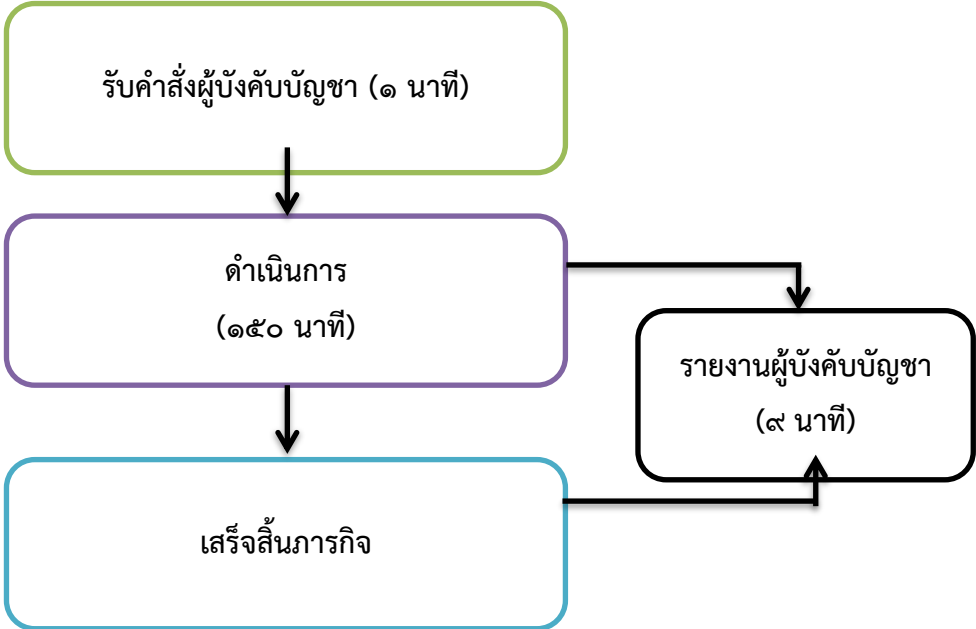 รับคำสั่งผู้บังคับบัญชา (๑ นาที)
ดำเนินการ
(๑๕๐ นาที)
รายงานผู้บังคับบัญชา
(๙ นาที)
เสร็จสิ้นภารกิจ